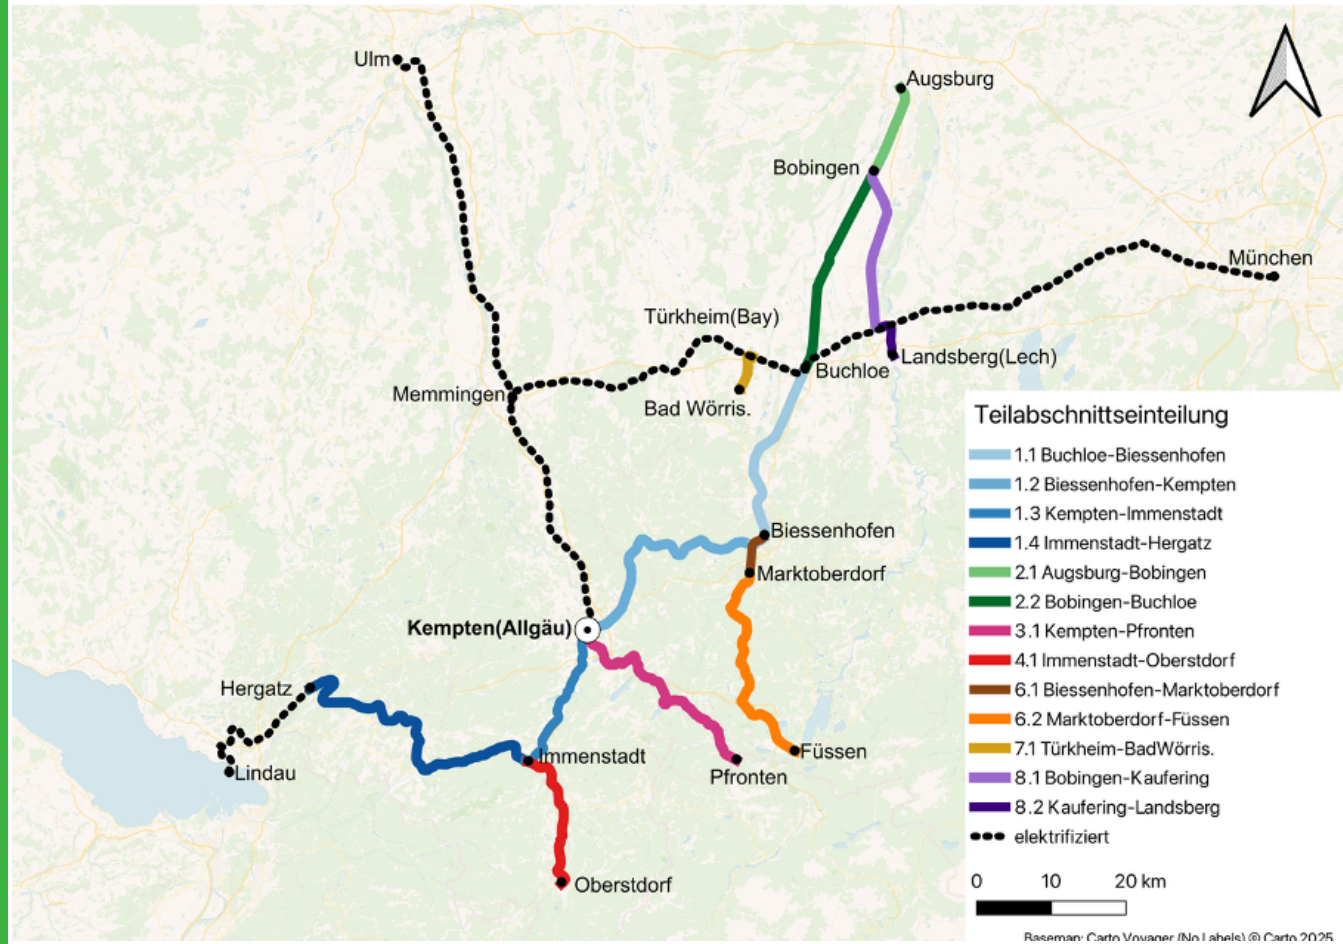 Ulm
Augsburg
Bobingen
München
Türkheim(Bay)
Buchloe
Landsberg(Lech)
Memmingen
Bad Wörris.
Biessenhofen
Marktoberdorf
Kempten(Allgäu)
Hergatz
Lindau
Immenstadt
Pfronten
Füssen
Oberstdorf
Teilabschnittseinteilung
1.1 Buchloe-Biessenhofen
1.2 Biessenhofen-Kempten
1.3 Kempten-Immenstadt
1.4 Immenstadt-Hergatz
2.1 Augsburg-Bobingen
2.2 Bobingen-Buchloe
3.1 Kempten-Pfronten
4.1 Immenstadt-Oberstdorf
6.1 Biessenhofen-Marktoberdorf
6.2 Marktoberdorf-Füssen
7.1 Türkheim-BadWörris.
8.1 Bobingen-Kaufering
8.2 Kaufering-Landsberg
elektrifiziert
0 10 20 km
Basemap: Carto Voyager (No Labels) @ Carto 2025